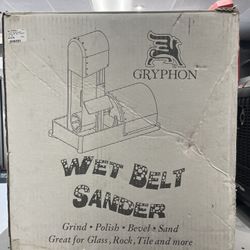 GRYPHON
WET BELT
SANDER
Grind • Polish • Bevel • Sand
Great for Glass, Rock, Tile and more